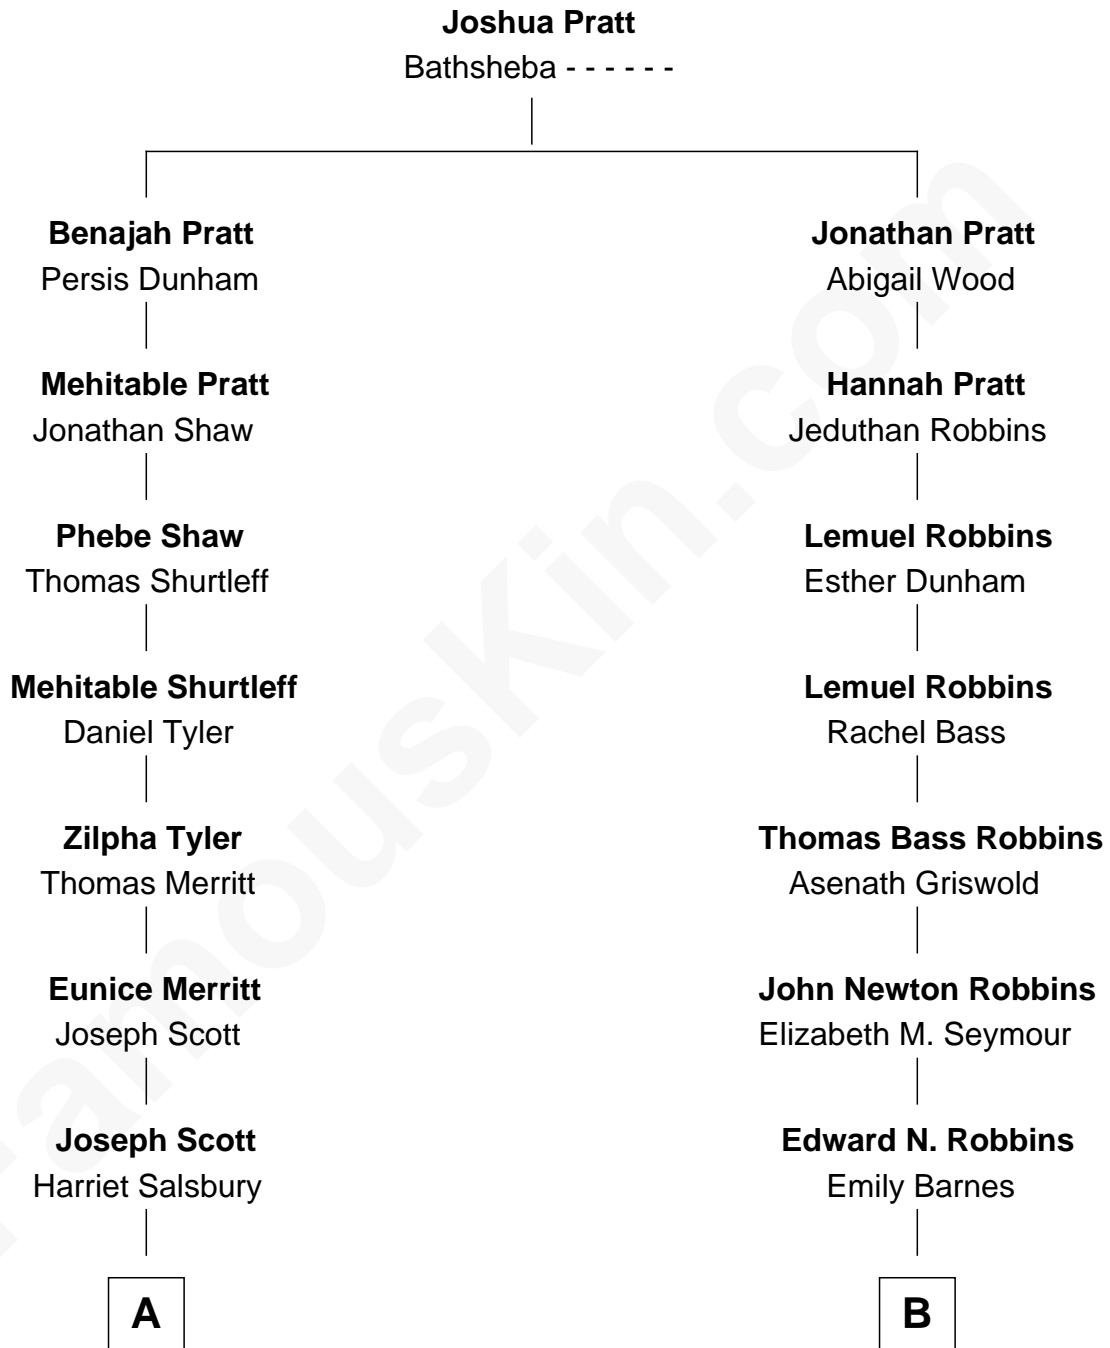 Joshua Pratt
Bathsheba - - - - - -
Benajah Pratt
Persis Dunham
Mehitable Pratt
Jonathan Shaw
Phebe Shaw
Thomas Shurtleff
Mehitable Shurtleff
Daniel Tyler
Zilpha Tyler
Thomas Merritt
Eunice Merritt
Joseph Scott
Joseph Scott
Harriet Salsbury
A
Jonathan Pratt
Abigail Wood
Hannah Pratt
Jeduthan Robbins
Lemuel Robbins
Esther Dunham
Lemuel Robbins
Rachel Bass
Thomas Bass Robbins
Asenath Griswold
John Newton Robbins
Elizabeth M. Seymour
Edward N. Robbins
Emily Barnes
B
FamousKin.com